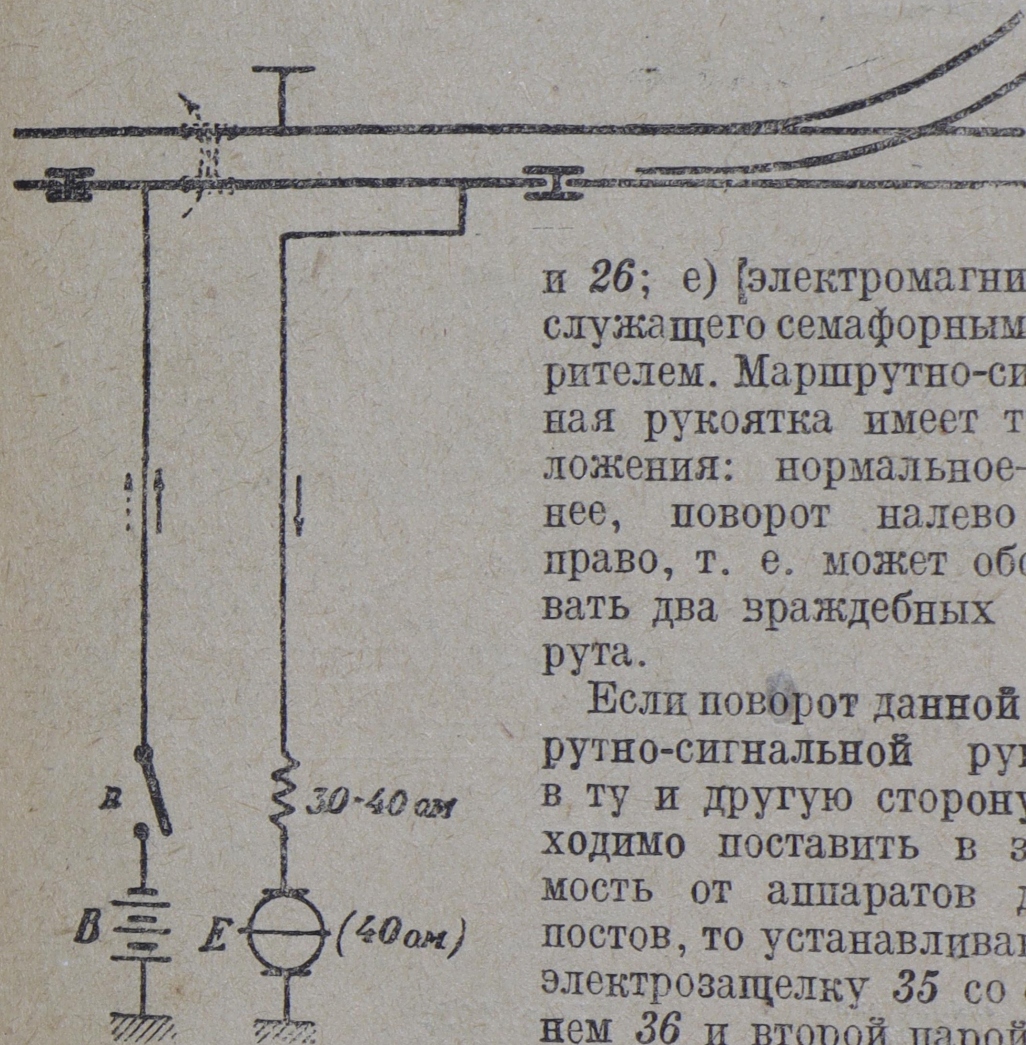 и 26; е) [электромагни
служащего семафорным
рителем. Маршрутно-си
ная рукоятка имеет т
ложения: нормальное-
нее, поворот налево
право, т. е. может обс
вать два враждебных
рута.
Если поворот данной
рутно-сигнальной рук
в ту и другую сторону
ходимо поставить в з
мость от аппаратов д
постов, то устанавливаю
электрозащелку 35 со
нем 36 и второй парой
30-40 ом
В
E
(40 ом)